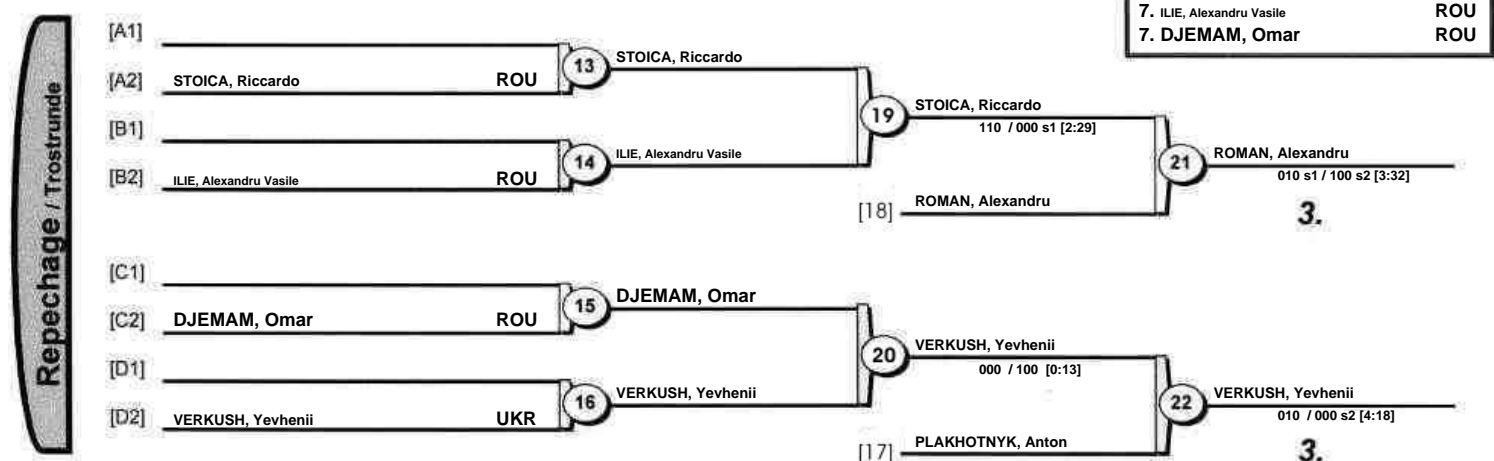 7. ILIE, Alexandru Vasile ROU
7. DJEMAM, Omar ROU
Repechage / Trostrunde
[A1]
13 STOICA, Riccardo
[A2] STOICA, Riccardo ROU
19 STOICA, Riccardo
110 / 000 s1 [2:29]
[B1]
14 ILIE, Alexandru Vasile
[B2] ILIE, Alexandru Vasile ROU
21 ROMAN, Alexandru
010 s1 / 100 s2 [3:32]
[18] ROMAN, Alexandru
3.
[C1]
15 DJEMAM, Omar
[C2] DJEMAM, Omar ROU
20 VERKUSH, Yevhenii
000 / 100 [0:13]
[D1]
16 VERKUSH, Yevhenii
[D2] VERKUSH, Yevhenii UKR
22 VERKUSH, Yevhenii
010 / 000 s2 [4:18]
[17] PLAKHOTNYK, Anton
3.